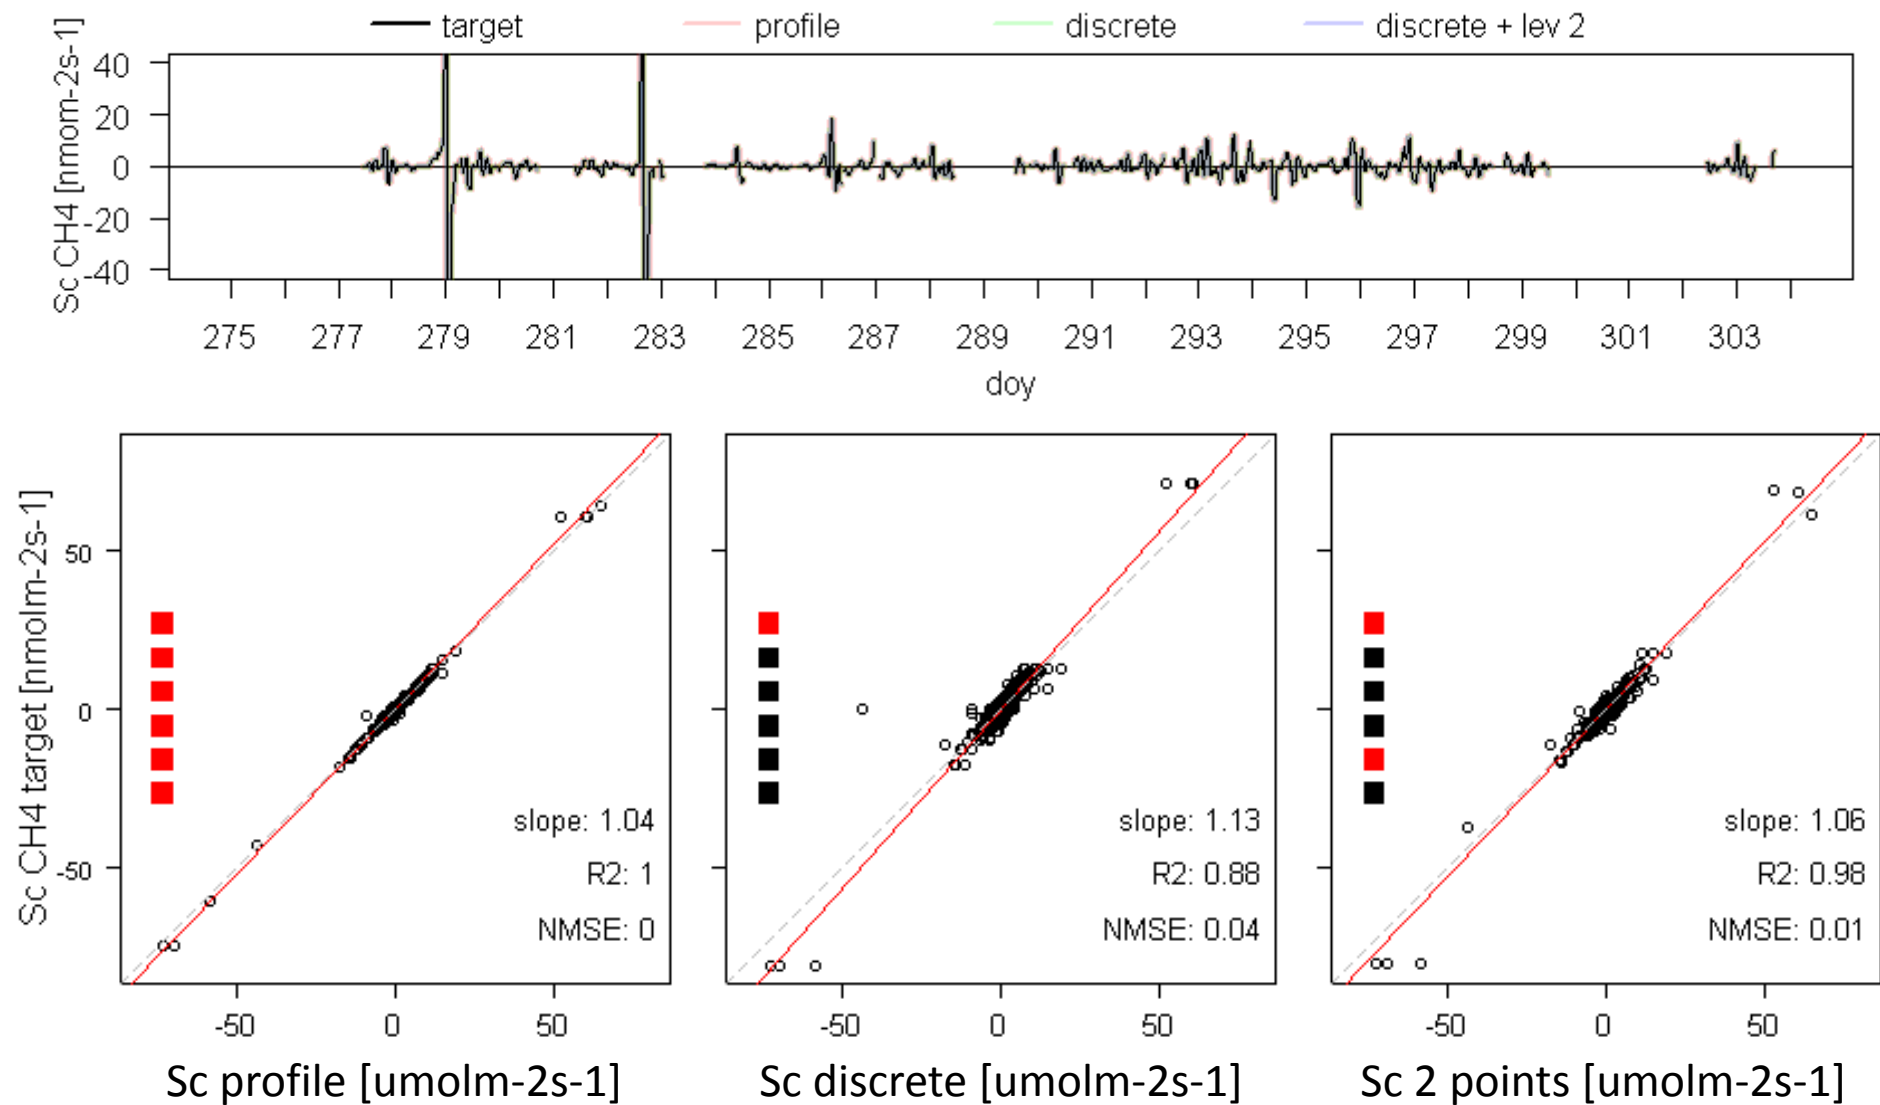 target profile discrete discrete + lev 2
Sc CH4 [nmom-2s-1]
40
20
0
-20
-40
275 277 279 281 283 285 287 289 291 293 295 297 299 301 303
doy
Sc CH4 target [nmolm-2s-1]
50
0
-50
slope: 1.04
R2: 1
NMSE: 0
slope: 1.13
R2: 0.88
NMSE: 0.04
slope: 1.06
R2: 0.98
NMSE: 0.01
-50 0 50
-50 0 50
-50 0 50
Sc profile [umolm-2s-1]
Sc discrete [umolm-2s-1]
Sc 2 points [umolm-2s-1]